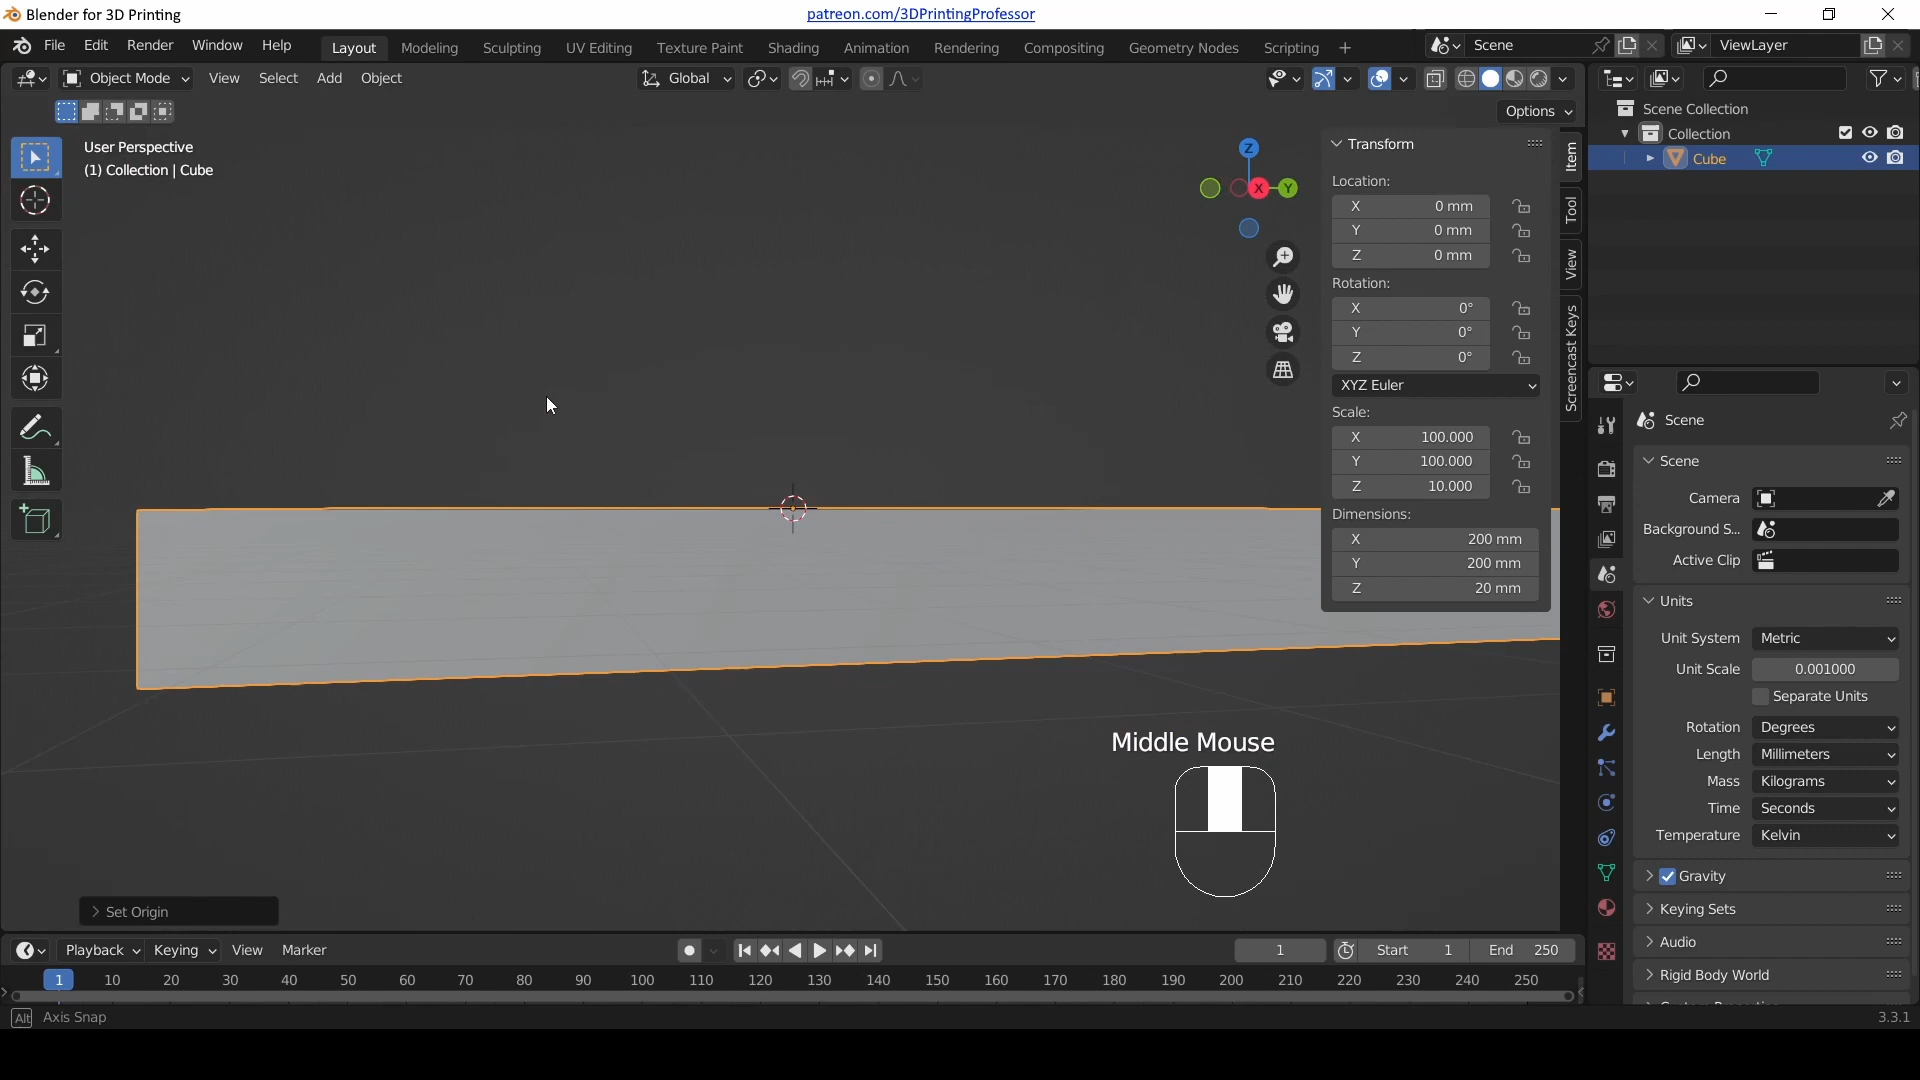 Blender for 3D Printing
patreon.com/3DPrintingProfessor
File Edit Render Window Help
Layout Modeling Sculpting UV Editing Texture Paint Shading Animation Rendering Compositing Geometry Nodes Scripting +
Scene
ViewLayer
Object Mode View Select Add Object
Global
Options
User Perspective
(1) Collection | Cube
Z
X
Y
Transform
Location:
X 0 mm
Y 0 mm
Z 0 mm
Rotation:
X 0°
Y 0°
Z 0°
XYZ Euler
Scale:
X 100.000
Y 100.000
Z 10.000
Dimensions:
X 200 mm
Y 200 mm
Z 20 mm
Item
Tool
View
Screencast Keys
Scene Collection
Collection
Cube
Scene
Scene
Camera
Background S...
Active Clip
Units
Unit System Metric
Unit Scale 0.001000
Separate Units
Rotation Degrees
Length Millimeters
Mass Kilograms
Time Seconds
Temperature Kelvin
Gravity
Keying Sets
Audio
Rigid Body World
Middle Mouse
Set Origin
Playback Keying View Marker
1
Start 1
End 250
1 10 20 30 40 50 60 70 80 90 100 110 120 130 140 150 160 170 180 190 200 210 220 230 240 250
Alt Axis Snap
3.3.1